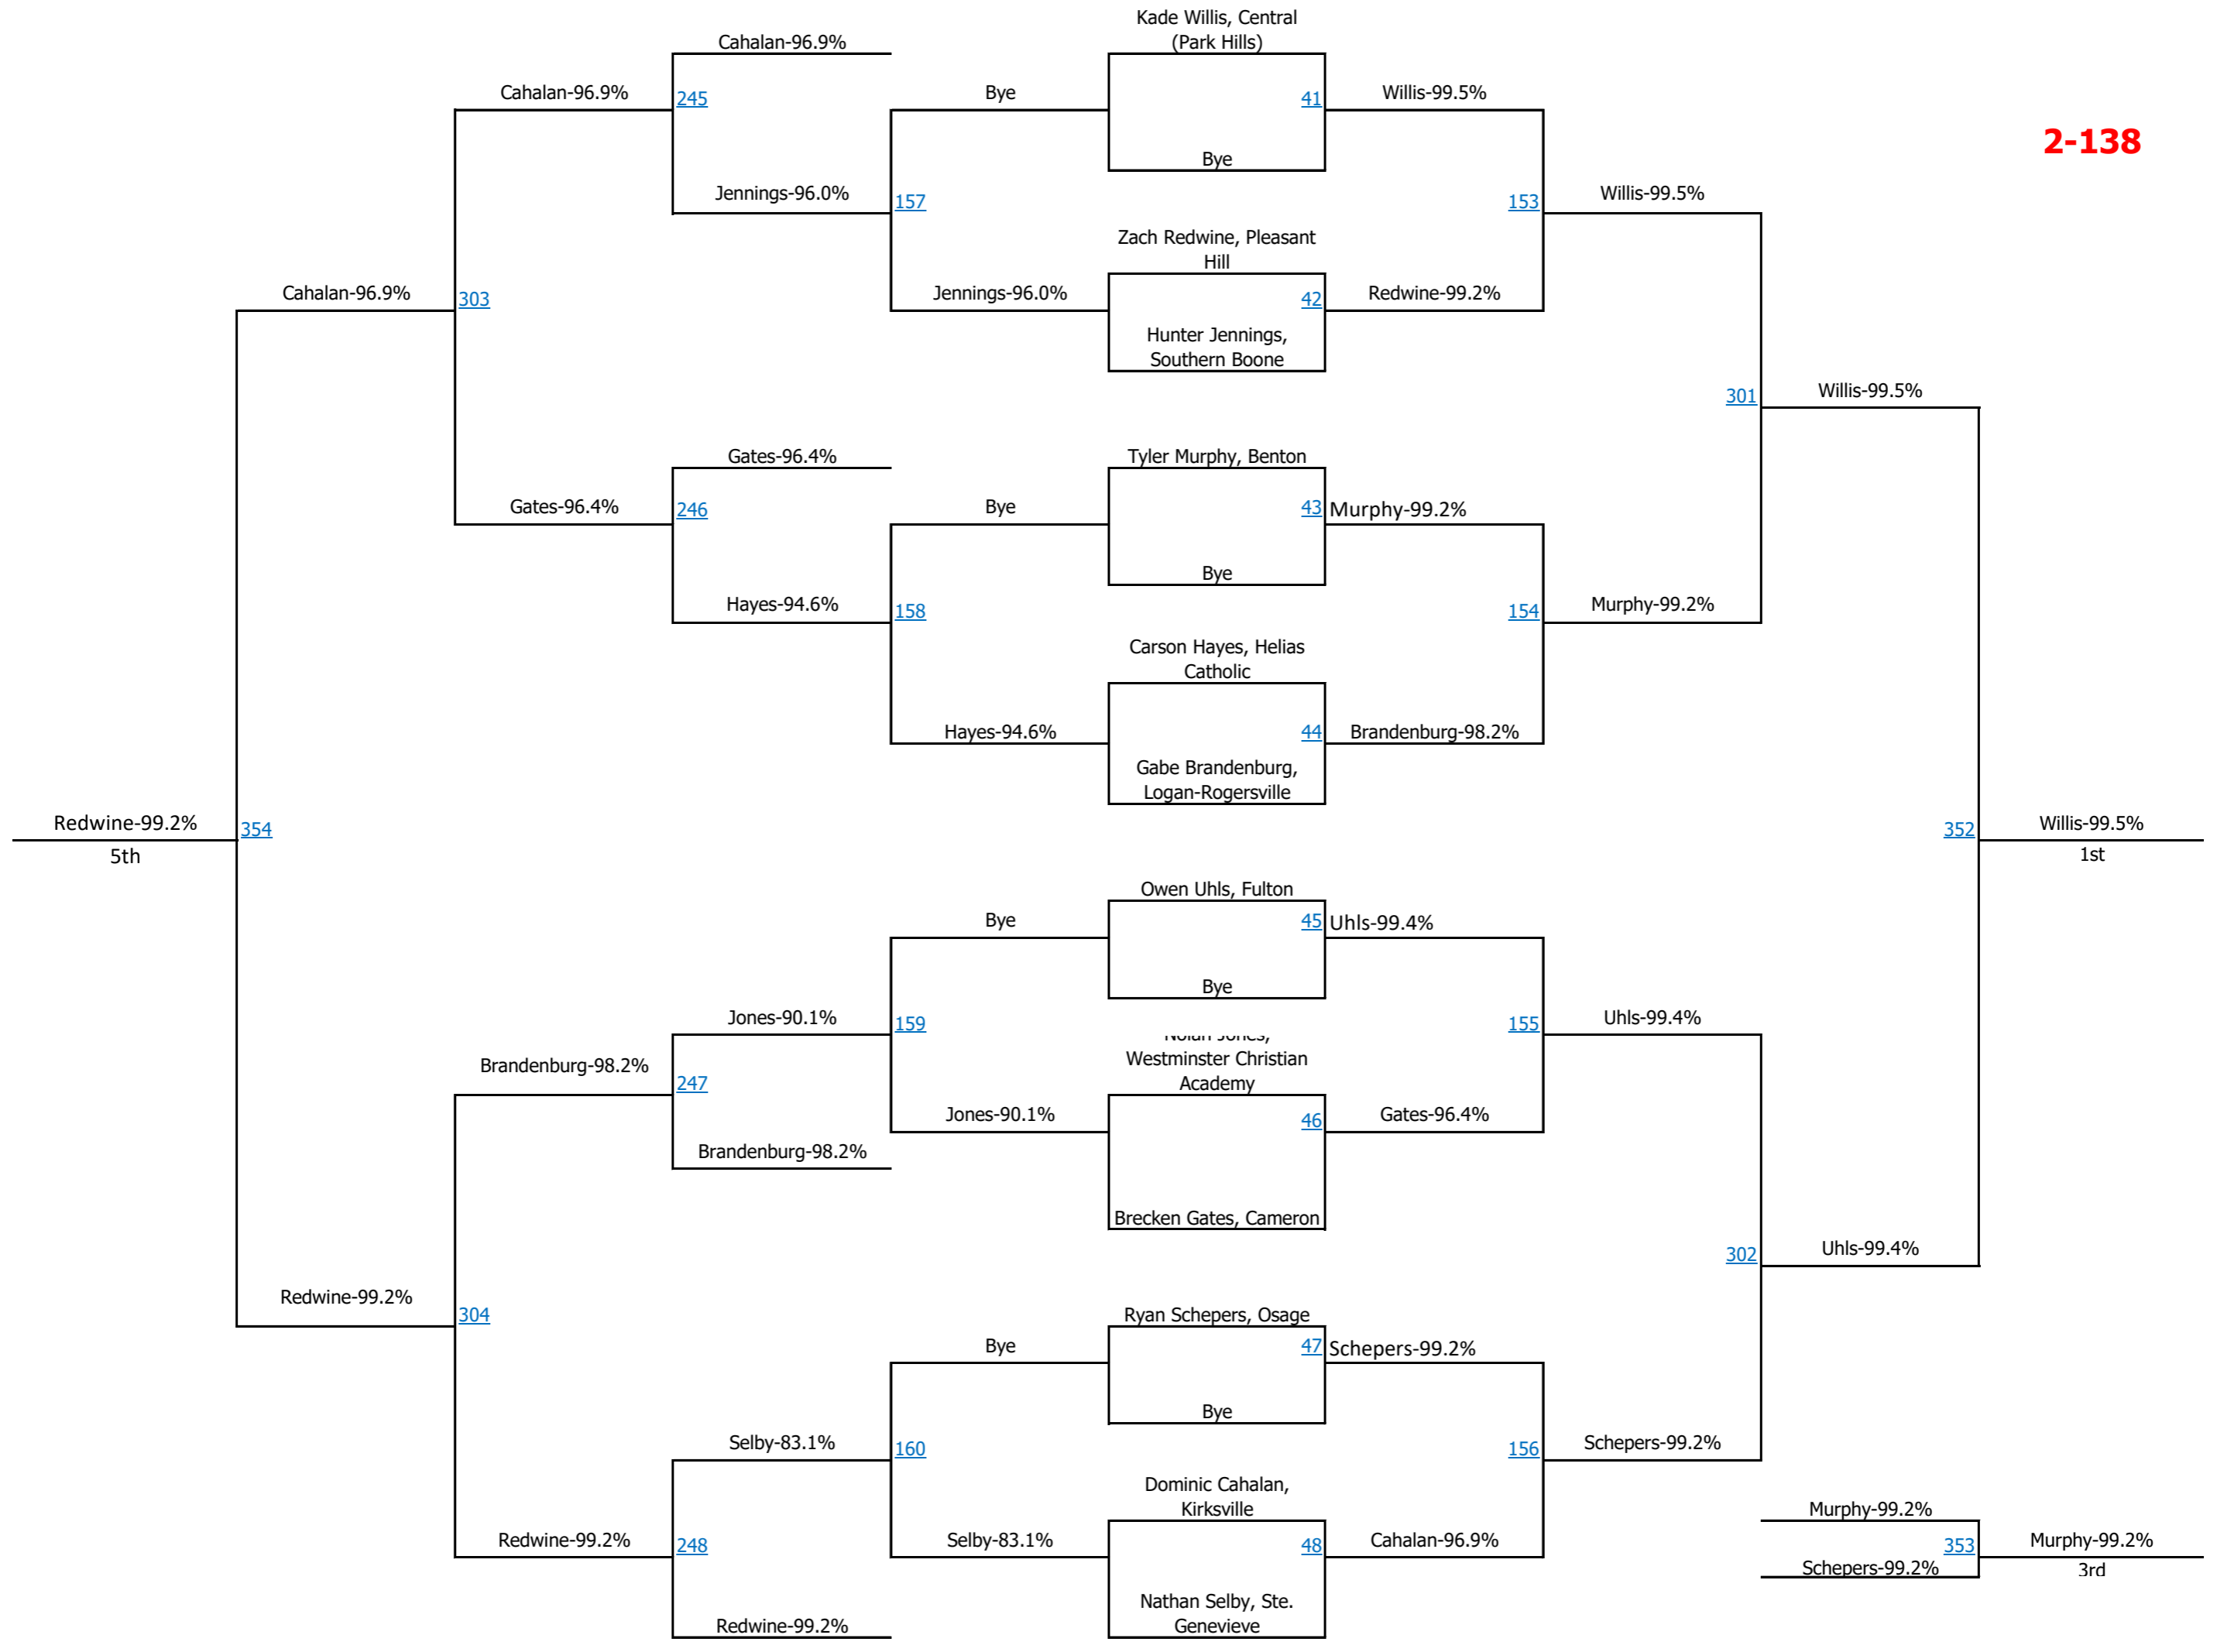 Kade Willis, Central
(Park Hills)
Cahalan-96.9%
Cahalan-96.9%
245
Bye
41
Willis-99.5%
2-138
Bye
Jennings-96.0%
157
153
Willis-99.5%
Zach Redwine, Pleasant
Hill
Cahalan-96.9%
303
Jennings-96.0%
42
Redwine-99.2%
Hunter Jennings,
Southern Boone
301
Willis-99.5%
Gates-96.4%
Tyler Murphy, Benton
Gates-96.4%
246
Bye
43
Murphy-99.2%
Bye
Hayes-94.6%
158
154
Murphy-99.2%
Carson Hayes, Helias
Catholic
Hayes-94.6%
44
Brandenburg-98.2%
Gabe Brandenburg,
Logan-Rogersville
Redwine-99.2%
354
5th
352
Willis-99.5%
1st
Owen Uhls, Fulton
Bye
45
Uhls-99.4%
Bye
Jones-90.1%
159
155
Uhls-99.4%
Nolan Jones,
Westminster Christian
Academy
Brandenburg-98.2%
247
Jones-90.1%
46
Gates-96.4%
Brandenburg-98.2%
Brecken Gates, Cameron
302
Uhls-99.4%
Redwine-99.2%
304
Ryan Schepers, Osage
Bye
47
Schepers-99.2%
Bye
Selby-83.1%
160
156
Schepers-99.2%
Dominic Cahalan,
Kirksville
Redwine-99.2%
248
Selby-83.1%
48
Cahalan-96.9%
Nathan Selby, Ste.
Genevieve
Redwine-99.2%
Murphy-99.2%
353
Murphy-99.2%
Schepers-99.2%
3rd